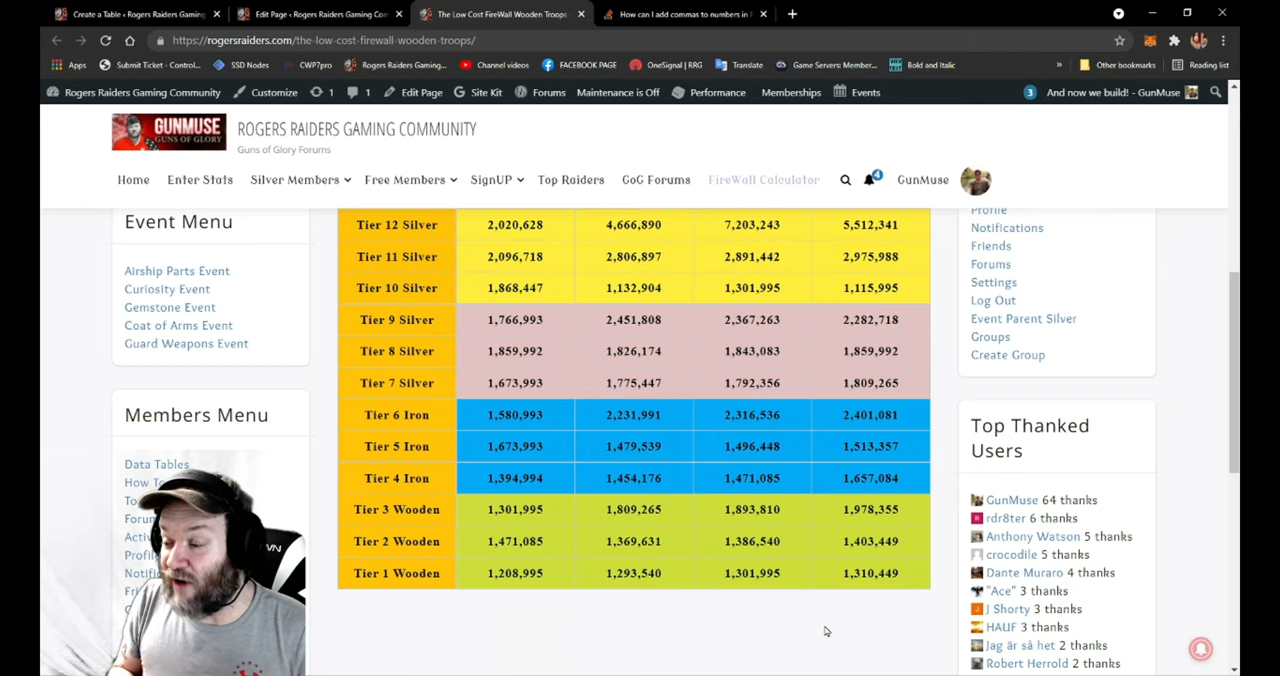 Create a Table ‹ Rogers Raiders Gaming
Edit Page ‹ Rogers Raiders Gaming Com
The Low Cost FireWall Wooden Troops
How can I add commas to numbers in
https://rogersraiders.com/the-low-cost-firewall-wooden-troops/
Apps Submit Ticket - Control... SSD Nodes CWP7pro Rogers Raiders Gaming... Channel videos FACEBOOK PAGE OneSignal | RRG Translate Game Servers: Member... Bold and Italic » Other bookmarks Reading list
Rogers Raiders Gaming Community Customize 1 1 Edit Page Site Kit Forums Maintenance is Off Performance Memberships Events 3 And now we build! - GunMuse
GUNMUSE
GUNS OF GLORY
ROGERS RAIDERS GAMING COMMUNITY
Guns of Glory Forums
Home Enter Stats Silver Members Free Members SignUP Top Raiders GoG Forums FireWall Calculator 4 GunMuse
Event Menu
Airship Parts Event
Curiosity Event
Gemstone Event
Coat of Arms Event
Guard Weapons Event
Members Menu
Data Tables
How To
Forum
Profil
Tier 12 Silver 2,020,628 4,666,890 7,203,243 5,512,341
Tier 11 Silver 2,096,718 2,806,897 2,891,442 2,975,988
Tier 10 Silver 1,868,447 1,132,904 1,301,995 1,115,995
Tier 9 Silver 1,766,993 2,451,808 2,367,263 2,282,718
Tier 8 Silver 1,859,992 1,826,174 1,843,083 1,859,992
Tier 7 Silver 1,673,993 1,775,447 1,792,356 1,809,265
Tier 6 Iron 1,580,993 2,231,991 2,316,536 2,401,081
Tier 5 Iron 1,673,993 1,479,539 1,496,448 1,513,357
Tier 4 Iron 1,394,994 1,454,176 1,471,085 1,657,084
Tier 3 Wooden 1,301,995 1,809,265 1,893,810 1,978,355
Tier 2 Wooden 1,471,085 1,369,631 1,386,540 1,403,449
Tier 1 Wooden 1,208,995 1,293,540 1,301,995 1,310,449
Profile
Notifications
Friends
Forums
Settings
Log Out
Event Parent Silver
Groups
Create Group
Top Thanked
Users
GunMuse 64 thanks
rdr8ter 6 thanks
Anthony Watson 5 thanks
crocodile 5 thanks
Dante Muraro 4 thanks
"Ace" 3 thanks
J Shorty 3 thanks
HAUF 3 thanks
Jag är så het 2 thanks
Robert Herrold 2 thanks